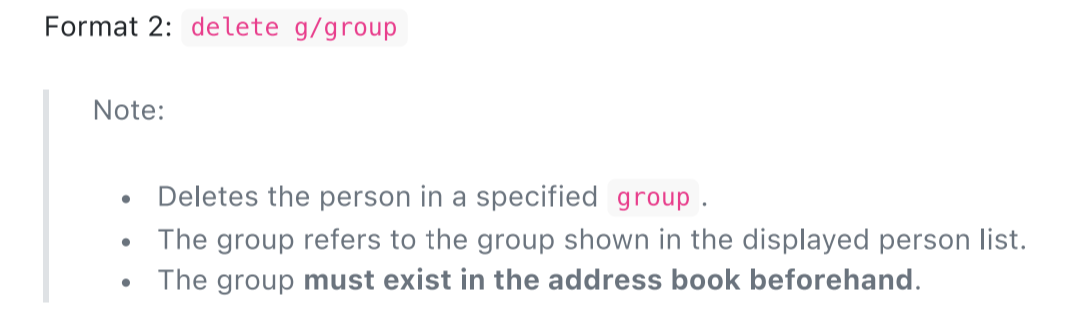 Format 2: delete g/group
Note:
• Deletes the person in a specified group .
• The group refers to the group shown in the displayed person list.
• The group must exist in the address book beforehand.